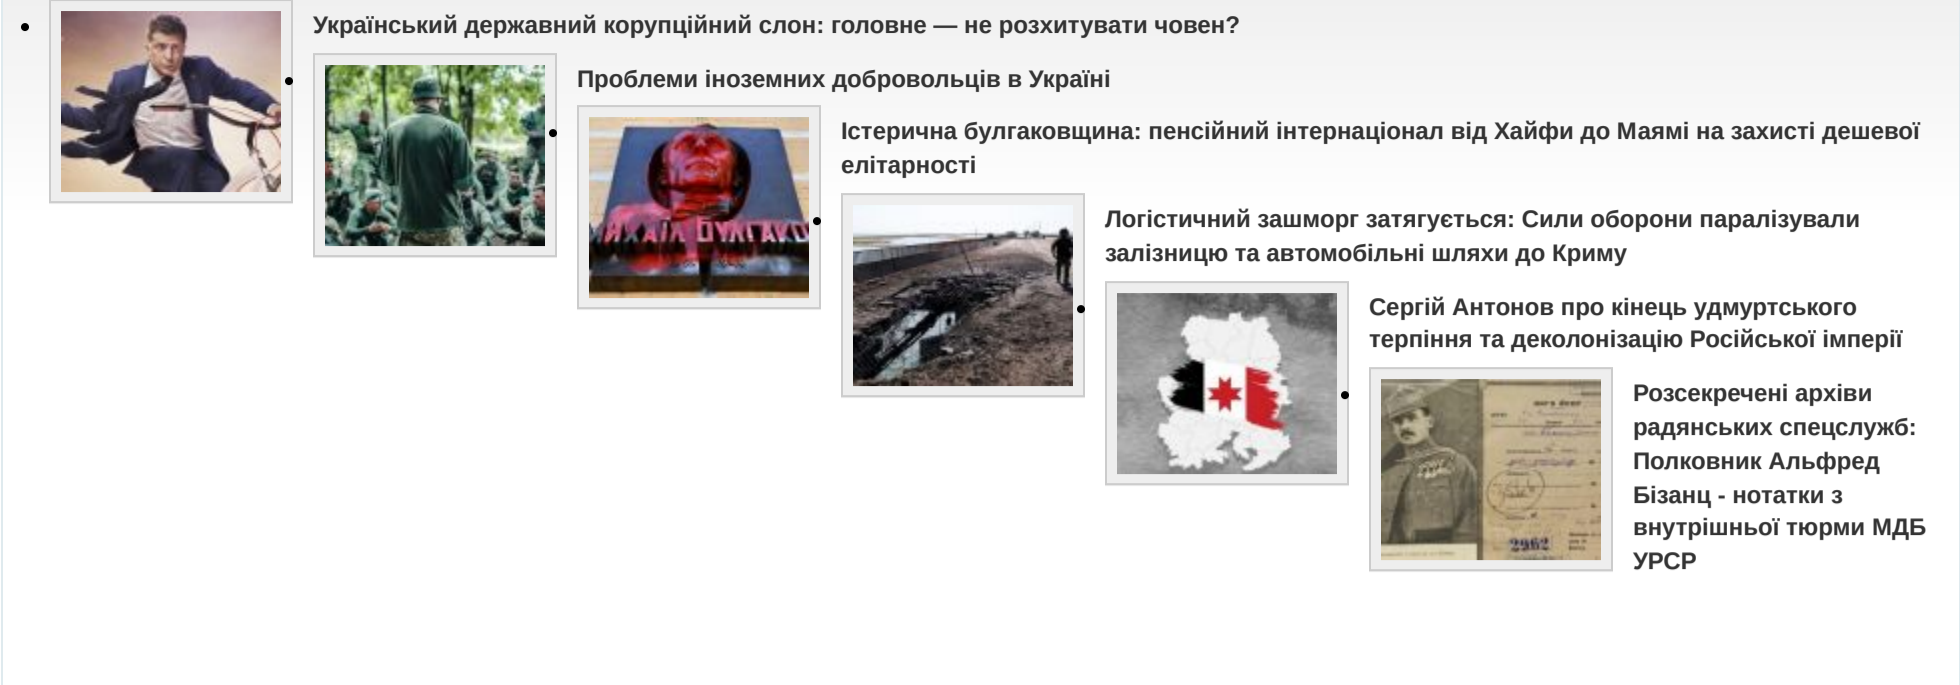 Український державний корупційний слон: головне — не розхитувати човен?
Проблеми іноземних добровольців в Україні
Істерична булгаковщина: пенсійний інтернаціонал від Хайфи до Маямі на захисті дешевої
елітарності
Логістичний зашморг затягується: Сили оборони паралізували
залізницю та автомобільні шляхи до Криму
Сергій Антонов про кінець удмуртського
терпіння та деколонізацію Російської імперії
Розсекречені архіви
радянських спецслужб:
Полковник Альфред
Бізанц - нотатки з
внутрішньої тюрми МДБ
УРСР
2962